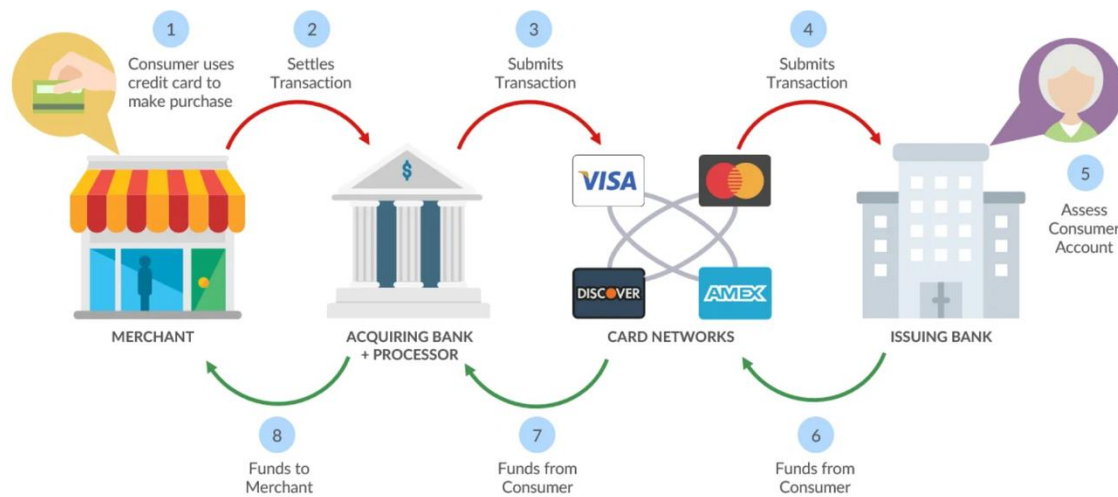 1
Consumer uses
credit card to
make purchase
2
Settles
Transaction
3
Submits
Transaction
4
Submits
Transaction
5
Assess
Consumer
Account
$
VISA
DISCOVER
AMEX
MERCHANT
ACQUIRING BANK
+ PROCESSOR
CARD NETWORKS
ISSUING BANK
8
Funds to
Merchant
7
Funds from
Consumer
6
Funds from
Consumer